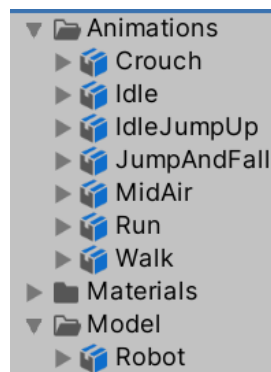 Animations
Crouch
Idle
IdleJumpUp
JumpAndFall
MidAir
Run
Walk
Materials
Model
Robot